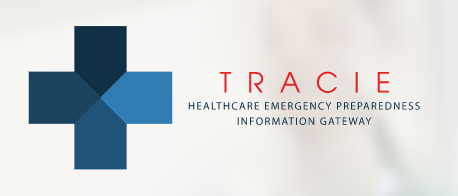 TRACIE
HEALTHCARE EMERGENCY PREPAREDNESS
INFORMATION GATEWAY